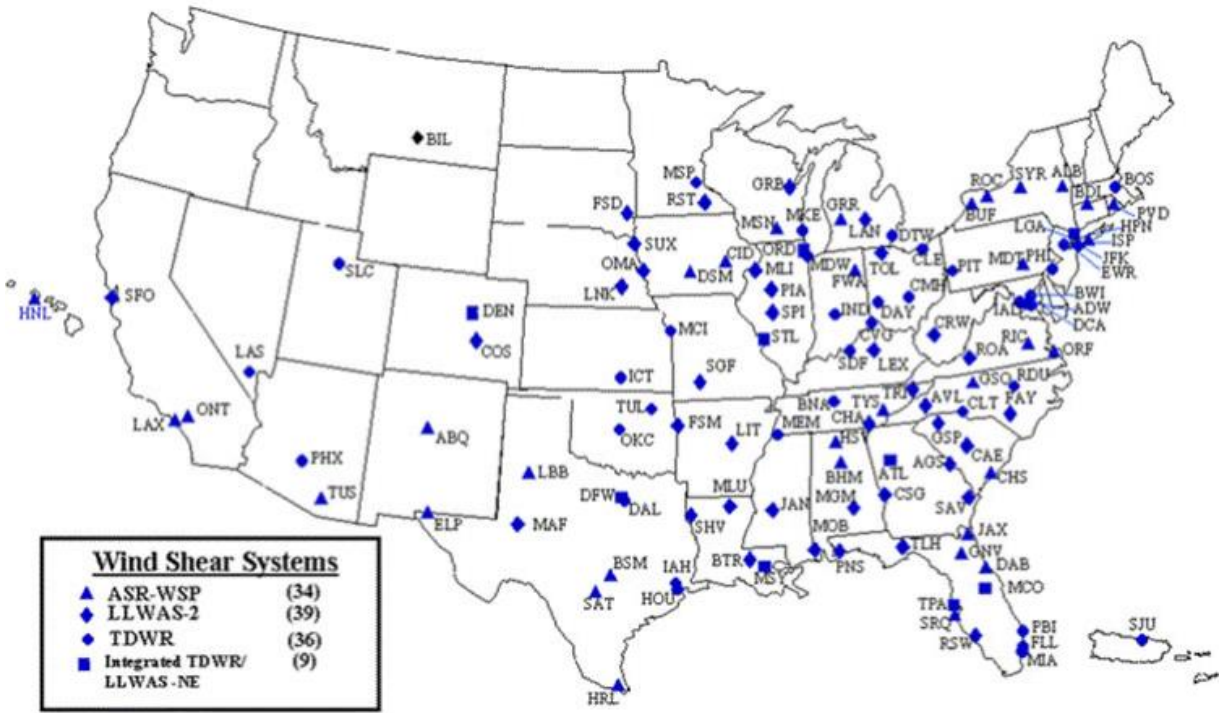 BIL
MSP
GRB
ROC
SYR
ALB
BOS
FSD
RST
MSN
MKE
GRR
LAN
BUF
BDL
PVD
LGA
HPN
SUX
CID
ORD
DTW
ISP
SLC
OMA
DSM
MLI
MDW
TOL
CLE
PIT
MDT
PHL
JFK
EWR
SFO
LNK
FWA
CMH
HNL
DEN
PIA
SPI
IND
DAY
IAD
BWI
ADW
DCA
COS
MCI
STL
CVG
CRW
RIC
LAS
SDF
LEX
ROA
ORF
ICT
SGF
TRI
GSO
RDU
LAX
ONT
TUL
BNA
TYS
AVL
CLT
FAY
ABQ
OKC
FSM
LIT
MEM
CHA
HSV
GSP
PHX
LBB
BHM
ATL
AGS
CAE
CHS
TUS
DFW
DAL
MLU
MGM
CSG
SAV
ELP
MAF
SHV
JAN
MOB
JAX
BSM
IAH
BTR
MSY
PNS
TLH
GNV
DAB
SAT
HOU
MCO
TPA
SRQ
PBI
SJU
RSW
FLL
MIA
HRL
Wind Shear Systems
ASR-WSP (34)
LLWAS-2 (39)
TDWR (36)
Integrated TDWR/ (9)
LLWAS-NE